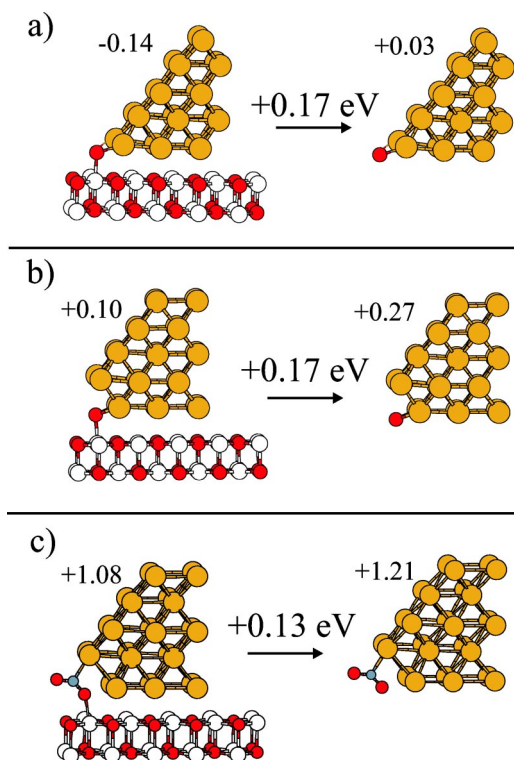 a)
-0.14
+0.03
+0.17 eV
b)
+0.10
+0.27
+0.17 eV
c)
+1.08
+1.21
+0.13 eV